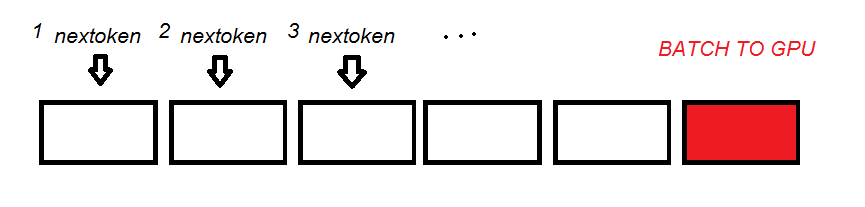 1 nextoken 2 nextoken 3 nextoken ...
BATCH TO GPU